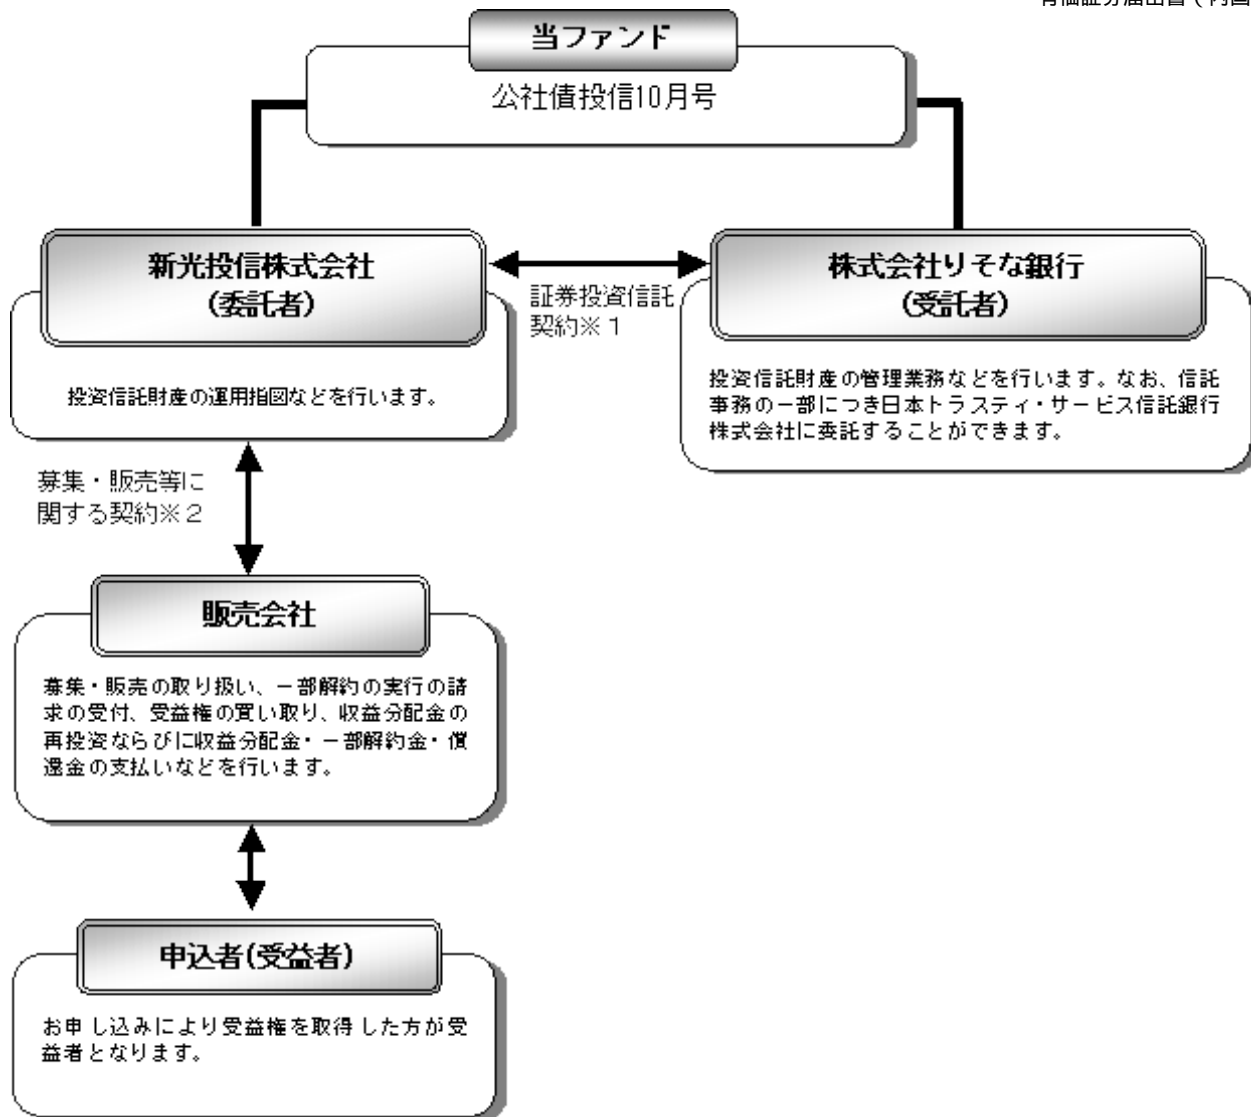 当ファンド
公社債投信10月号
新光投信株式会社
(委託者)
投資信託財産の運用指図などを行います。
証券投資信託
契約※１
株式会社りそな銀行
(受託者)
投資信託財産の管理業務などを行います。なお、信託
事務の一部につき日本トラスティ・サービス信託銀行
株式会社に委託することができます。
募集・販売等に
関する契約※２
販売会社
募集・販売の取り扱い、一部解約の実行の請
求の受付、受益権の買い取り、収益分配金の
再投資ならびに収益分配金・一部解約金・償
還金の支払いなどを行います。
申込者(受益者)
お申し込みにより受益権を取得した方が受
益者となります。